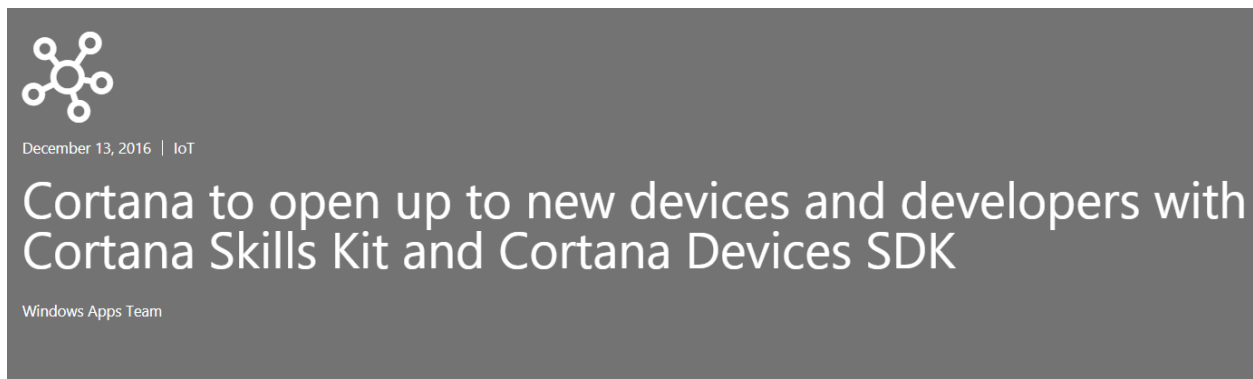 December 13, 2016 | IoT
Cortana to open up to new devices and developers with
Cortana Skills Kit and Cortana Devices SDK
Windows Apps Team